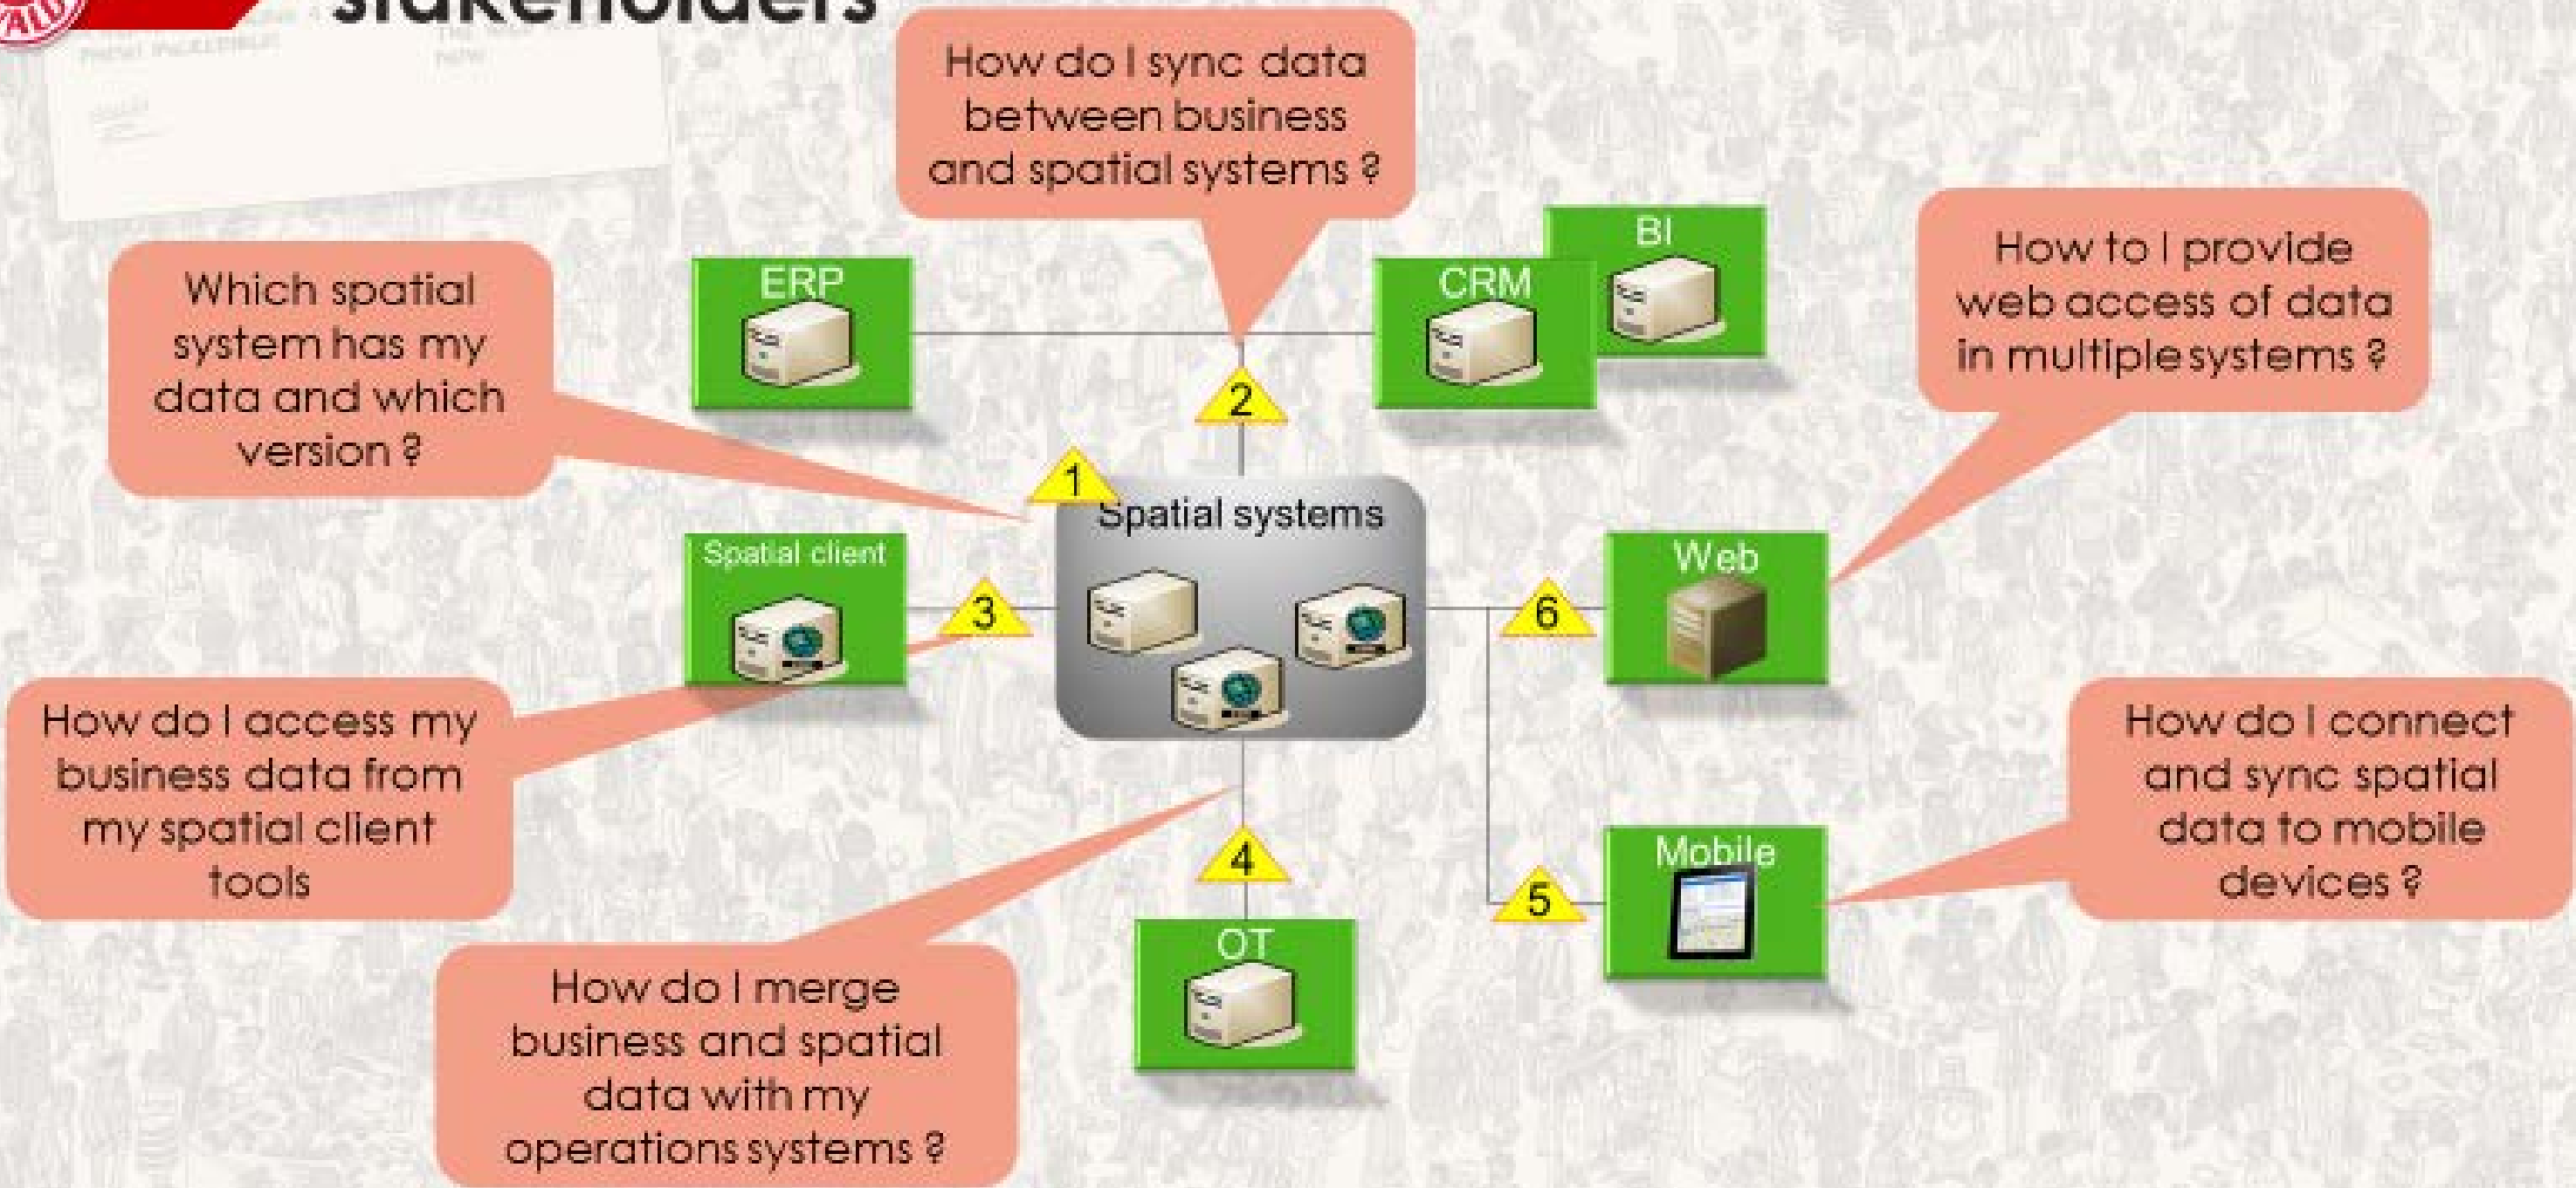 stakeholders
How do I sync data
between business
and spatial systems ?
Which spatial
system has my
data and which
version ?
ERP
CRM
BI
How to I provide
web access of data
in multiple systems ?
2
1
Spatial systems
Spatial client
3
6
Web
How do I access my
business data from
my spatial client
tools
How do I connect
and sync spatial
data to mobile
devices ?
4
5
Mobile
OT
How do I merge
business and spatial
data with my
operations systems ?